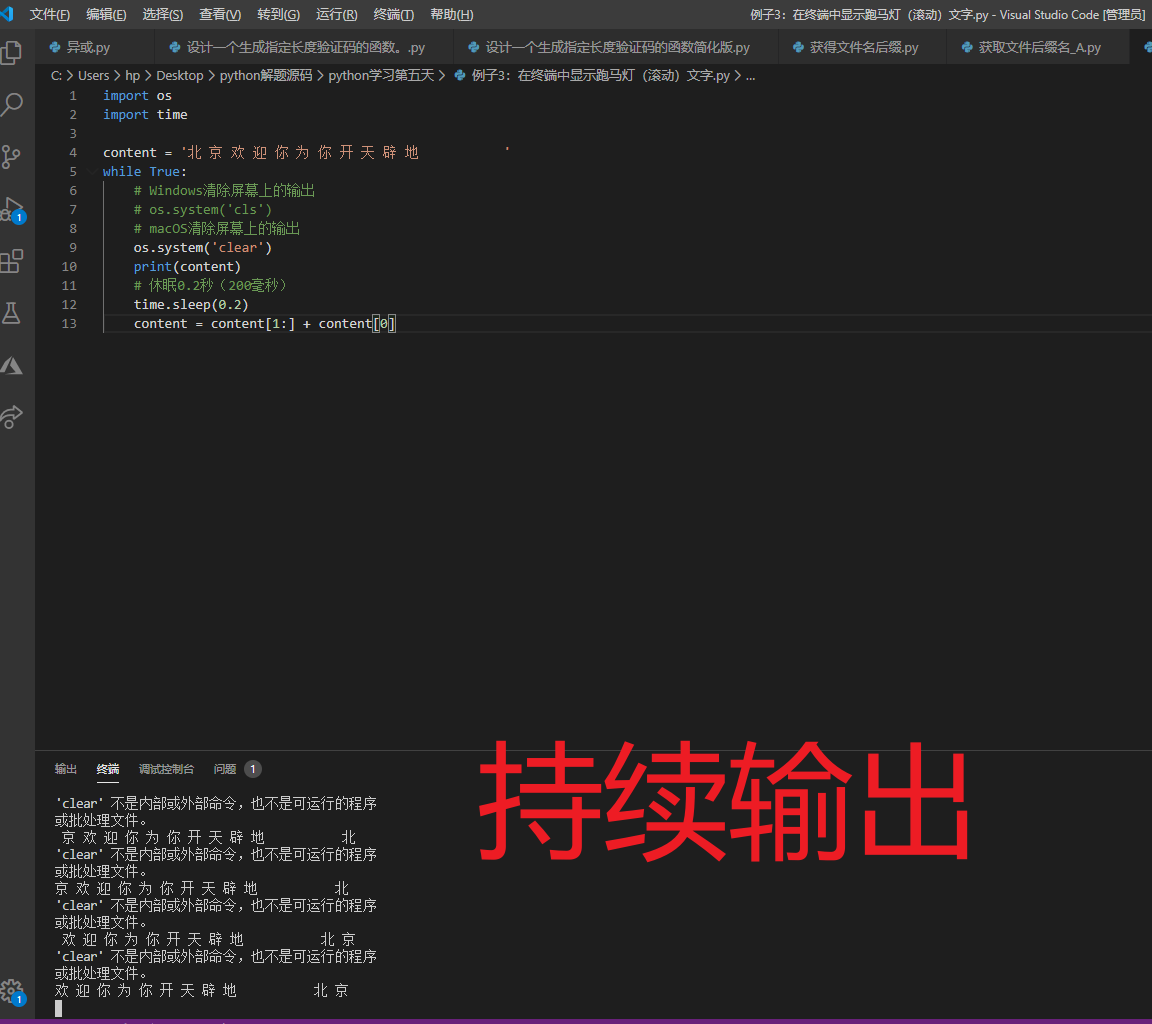 文件(F) 编辑(E) 选择(S) 查看(V) 转到(G) 运行(R) 终端(T) 帮助(H) 例子3：在终端中显示跑马灯（滚动）文字.py - Visual Studio Code [管理员]
异或.py 设计一个生成指定长度验证码的函数。.py 设计一个生成指定长度验证码的函数简化版.py 获得文件名后缀.py 获取文件后缀名_A.py
C: > Users > hp > Desktop > python解题源码 > python学习第五天 > 例子3：在终端中显示跑马灯（滚动）文字.py > ...
1 import os
2 import time
3
4 content = '北 京 欢 迎 你 为 你 开 天 辟 地           '
5 while True:
6     # Windows清除屏幕上的输出
7     # os.system('cls')
8     # macOS清除屏幕上的输出
9     os.system('clear')
10     print(content)
11     # 休眠0.2秒（200毫秒）
12     time.sleep(0.2)
13     content = content[1:] + content[0]
1
输出 终端 调试控制台 问题 1
持续输出
'clear' 不是内部或外部命令，也不是可运行的程序
或批处理文件。
 京 欢 迎 你 为 你 开 天 辟 地           北
'clear' 不是内部或外部命令，也不是可运行的程序
或批处理文件。
京 欢 迎 你 为 你 开 天 辟 地           北
'clear' 不是内部或外部命令，也不是可运行的程序
或批处理文件。
 欢 迎 你 为 你 开 天 辟 地           北 京
'clear' 不是内部或外部命令，也不是可运行的程序
或批处理文件。
欢 迎 你 为 你 开 天 辟 地           北 京
1